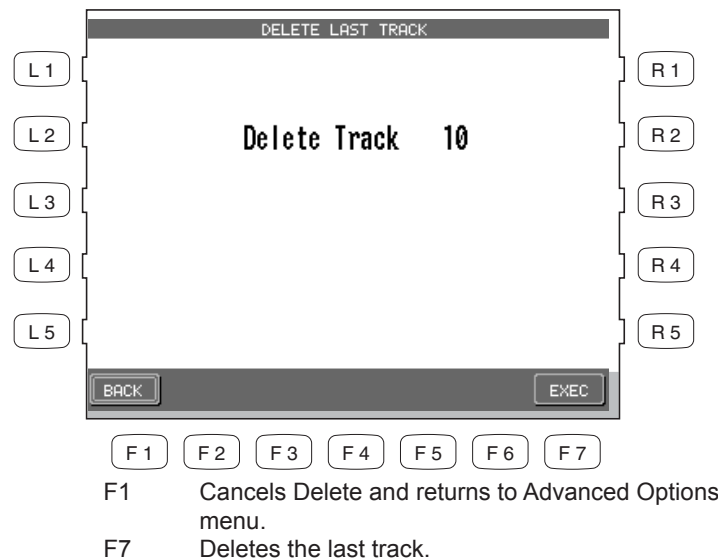 DELETE LAST TRACK
L 1
R 1
L 2
Delete Track 10
R 2
L 3
R 3
L 4
R 4
L 5
R 5
BACK
EXEC
F 1 F 2 F 3 F 4 F 5 F 6 F 7
F1 Cancels Delete and returns to Advanced Options
menu.
F7 Deletes the last track.